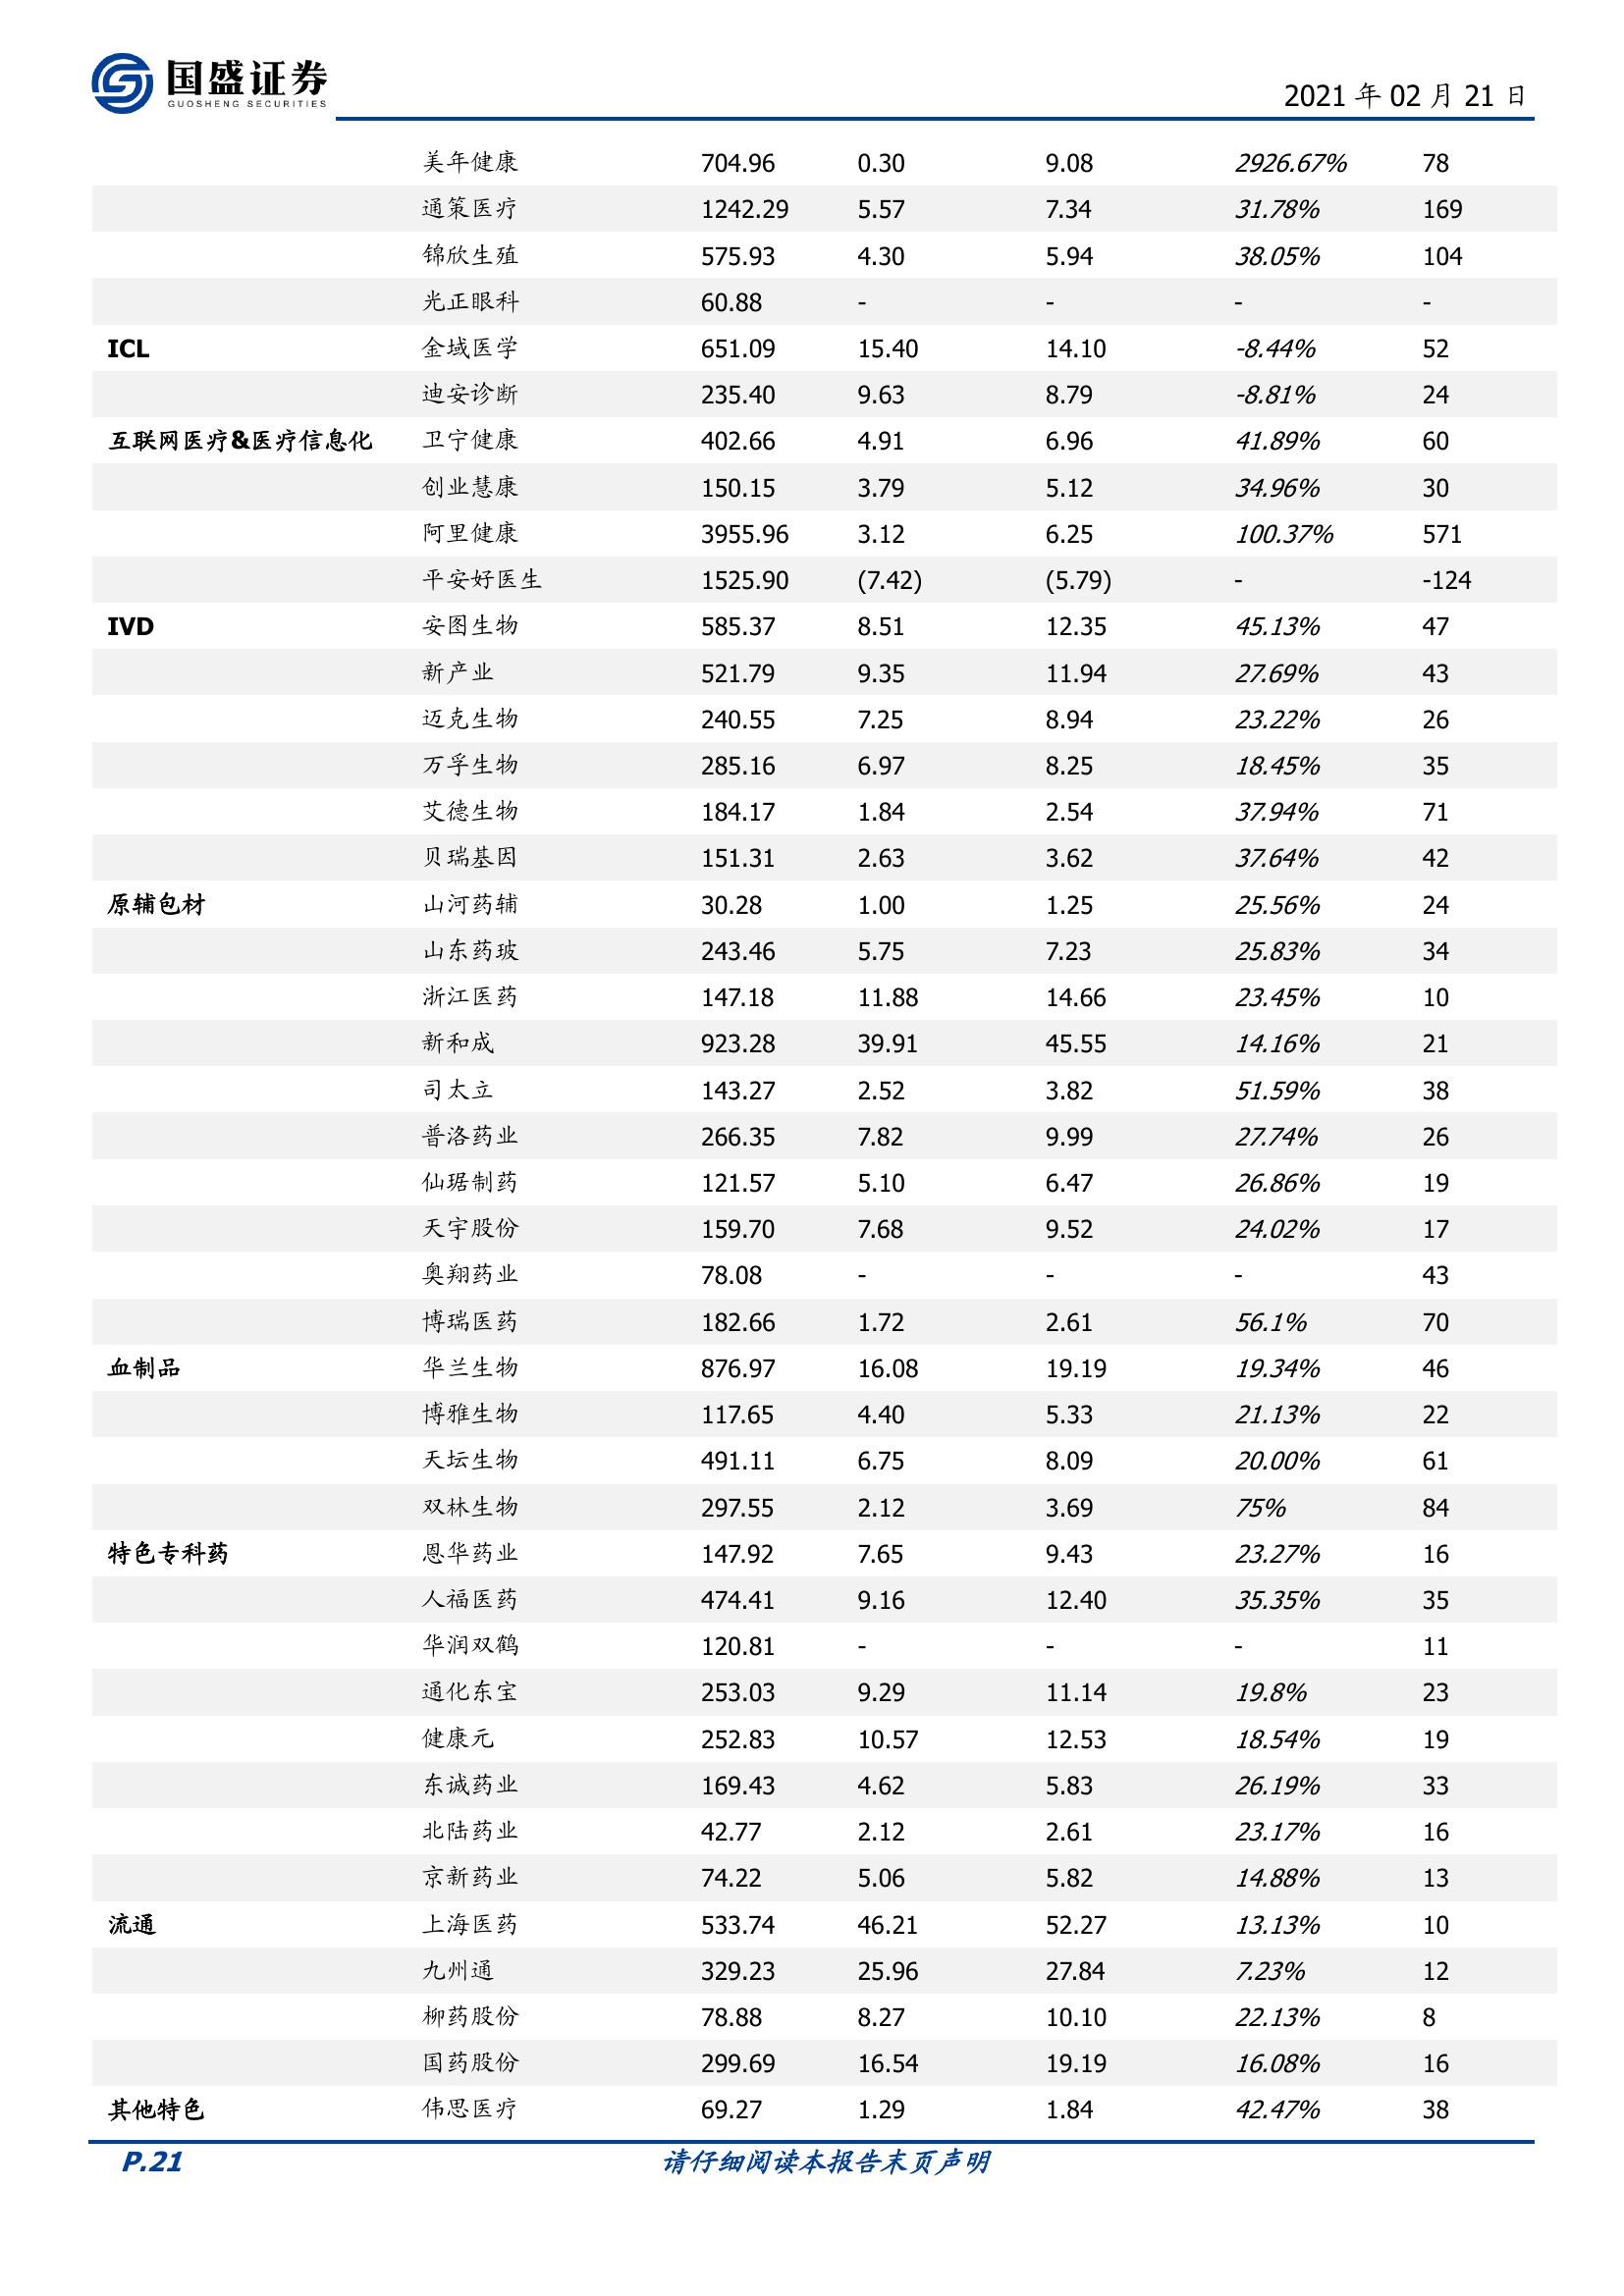 国盛证券
GUOSHENG SECURITIES
2021 年 02 月 21 日
美年健康 704.96 0.30 9.08 2926.67% 78
通策医疗 1242.29 5.57 7.34 31.78% 169
锦欣生殖 575.93 4.30 5.94 38.05% 104
光正眼科 60.88 - - - -
ICL 金域医学 651.09 15.40 14.10 -8.44% 52
迪安诊断 235.40 9.63 8.79 -8.81% 24
互联网医疗&医疗信息化 卫宁健康 402.66 4.91 6.96 41.89% 60
创业慧康 150.15 3.79 5.12 34.96% 30
阿里健康 3955.96 3.12 6.25 100.37% 571
平安好医生 1525.90 (7.42) (5.79) - -124
IVD 安图生物 585.37 8.51 12.35 45.13% 47
新产业 521.79 9.35 11.94 27.69% 43
迈克生物 240.55 7.25 8.94 23.22% 26
万孚生物 285.16 6.97 8.25 18.45% 35
艾德生物 184.17 1.84 2.54 37.94% 71
贝瑞基因 151.31 2.63 3.62 37.64% 42
原辅包材 山河药辅 30.28 1.00 1.25 25.56% 24
山东药玻 243.46 5.75 7.23 25.83% 34
浙江医药 147.18 11.88 14.66 23.45% 10
新和成 923.28 39.91 45.55 14.16% 21
司太立 143.27 2.52 3.82 51.59% 38
普洛药业 266.35 7.82 9.99 27.74% 26
仙琚制药 121.57 5.10 6.47 26.86% 19
天宇股份 159.70 7.68 9.52 24.02% 17
奥翔药业 78.08 - - - 43
博瑞医药 182.66 1.72 2.61 56.1% 70
血制品 华兰生物 876.97 16.08 19.19 19.34% 46
博雅生物 117.65 4.40 5.33 21.13% 22
天坛生物 491.11 6.75 8.09 20.00% 61
双林生物 297.55 2.12 3.69 75% 84
特色专科药 恩华药业 147.92 7.65 9.43 23.27% 16
人福医药 474.41 9.16 12.40 35.35% 35
华润双鹤 120.81 - - - 11
通化东宝 253.03 9.29 11.14 19.8% 23
健康元 252.83 10.57 12.53 18.54% 19
东诚药业 169.43 4.62 5.83 26.19% 33
北陆药业 42.77 2.12 2.61 23.17% 16
京新药业 74.22 5.06 5.82 14.88% 13
流通 上海医药 533.74 46.21 52.27 13.13% 10
九州通 329.23 25.96 27.84 7.23% 12
柳药股份 78.88 8.27 10.10 22.13% 8
国药股份 299.69 16.54 19.19 16.08% 16
其他特色 伟思医疗 69.27 1.29 1.84 42.47% 38
P.21 请仔细阅读本报告末页声明